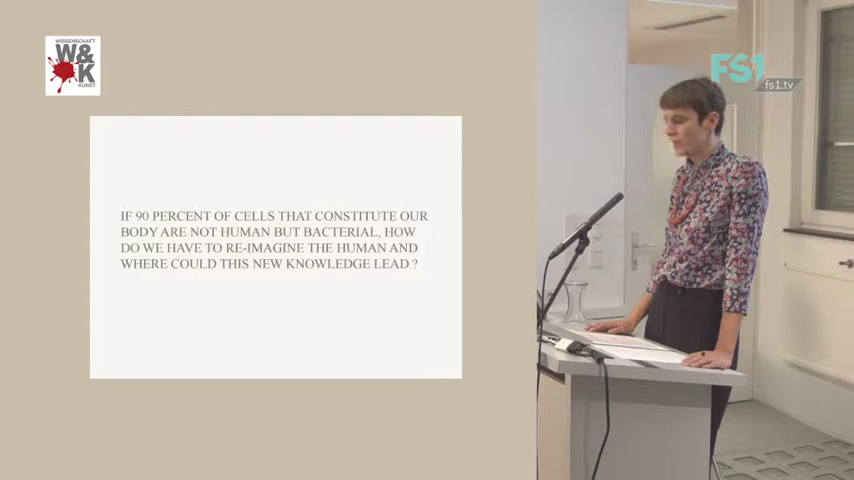 WISSENSCHAFT
W&
K
KUNST
FS1
fs1.tv
IF 90 PERCENT OF CELLS THAT CONSTITUTE OUR
BODY ARE NOT HUMAN BUT BACTERIAL, HOW
DO WE HAVE TO RE-IMAGINE THE HUMAN AND
WHERE COULD THIS NEW KNOWLEDGE LEAD ?